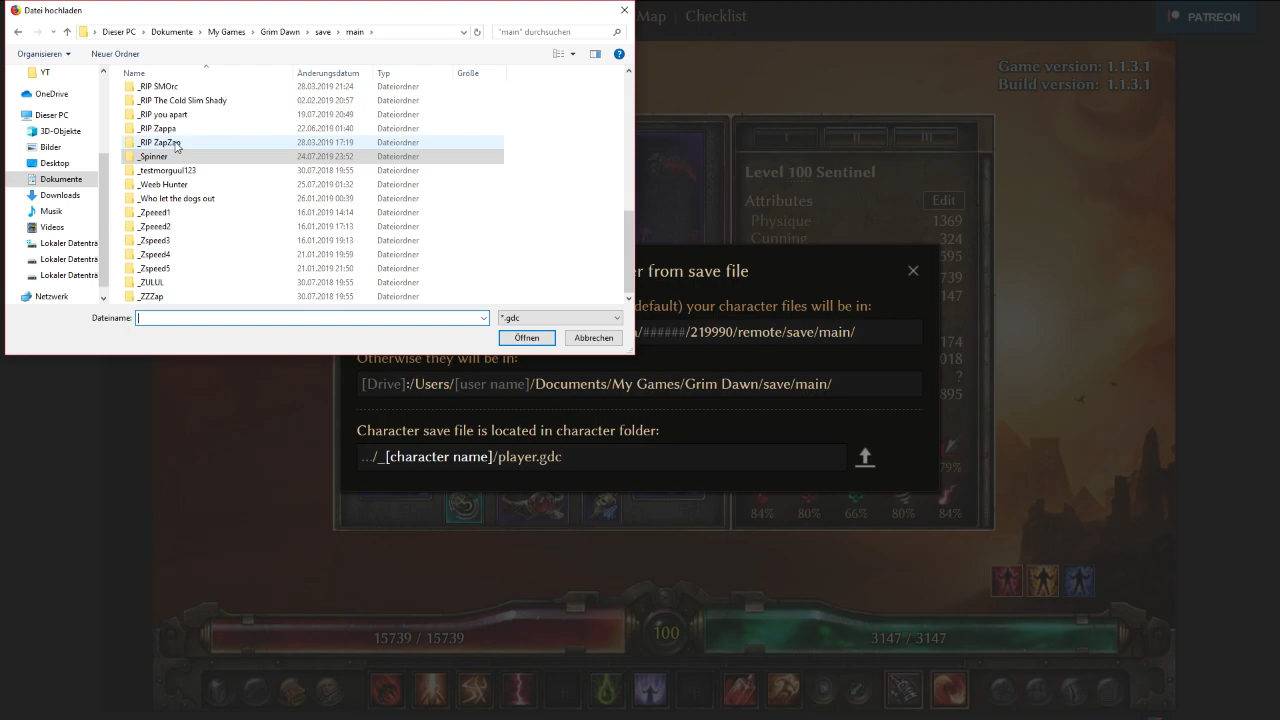 Datei hochladen
Map
Checklist
PATREON
Dieser PC > Dokumente > My Games > Grim Dawn > save > main >
"main" durchsuchen
Organisieren
Neuer Ordner
Game version: 1.1.3.1
Build version: 1.1.3.1
Name Änderungsdatum Typ Größe
YT
OneDrive
Dieser PC
3D-Objekte
Bilder
Desktop
Dokumente
Downloads
Musik
Videos
Lokaler Datenträ
Lokaler Datenträ
Lokaler Datenträ
Netzwerk
_RIP SMOrc 28.03.2019 21:24 Dateiordner
_RIP The Cold Slim Shady 02.02.2019 20:57 Dateiordner
_RIP you apart 19.07.2019 20:49 Dateiordner
_RIP Zappa 22.06.2019 01:40 Dateiordner
_RIP ZapZap 28.03.2019 17:19 Dateiordner
_Spinner 24.07.2019 23:52 Dateiordner
_testmorguul123 30.07.2018 19:55 Dateiordner
_Weeb Hunter 25.07.2019 01:32 Dateiordner
_Who let the dogs out 26.01.2019 00:39 Dateiordner
_Zpeeed1 16.01.2019 14:14 Dateiordner
_Zpeeed2 16.01.2019 17:13 Dateiordner
_Zspeed3 16.01.2019 19:13 Dateiordner
_Zspeed4 21.01.2019 19:59 Dateiordner
_Zspeed5 21.01.2019 21:50 Dateiordner
_ZULUL 30.07.2018 19:55 Dateiordner
_ZZZap 30.07.2018 19:55 Dateiordner
Dateiname:
*.gdc
Öffnen
Abbrechen
Level 100 Sentinel
Attributes
Edit
Physique 1369
Cunning 324
595
739
147
174
018
?
895
79%
er from save file
default) your character files will be in:
/######/219990/remote/save/main/
Otherwise they will be in:
[Drive]:/Users/[user name]/Documents/My Games/Grim Dawn/save/main/
Character save file is located in character folder:
.../_[character name]/player.gdc
84% 80% 66% 80% 84%
15739 / 15739
100
3147 / 3147